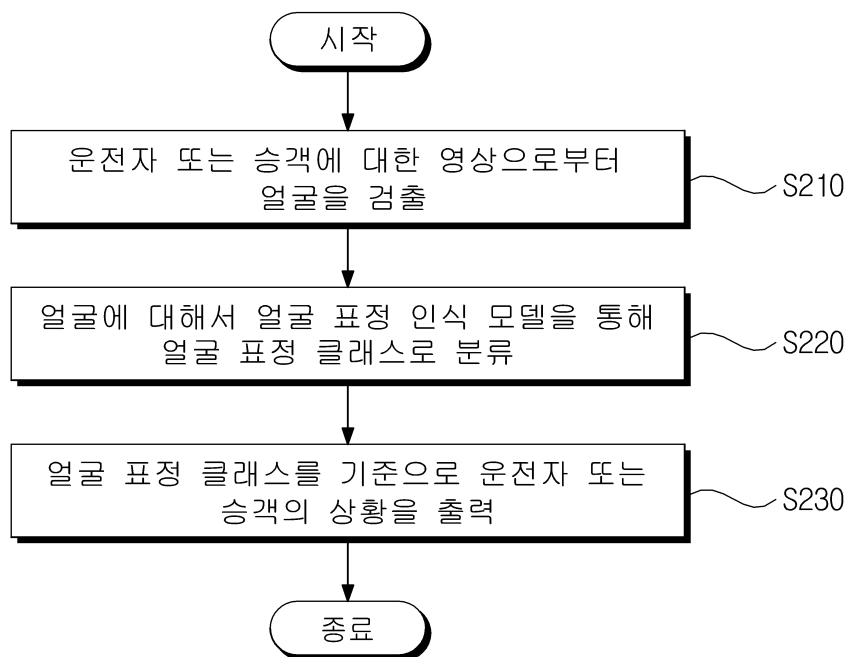 시작
운전자 또는 승객에 대한 영상으로부터
얼굴을 검출
S210
얼굴에 대해서 얼굴 표정 인식 모델을 통해
얼굴 표정 클래스로 분류
S220
얼굴 표정 클래스를 기준으로 운전자 또는
승객의 상황을 출력
S230
종료